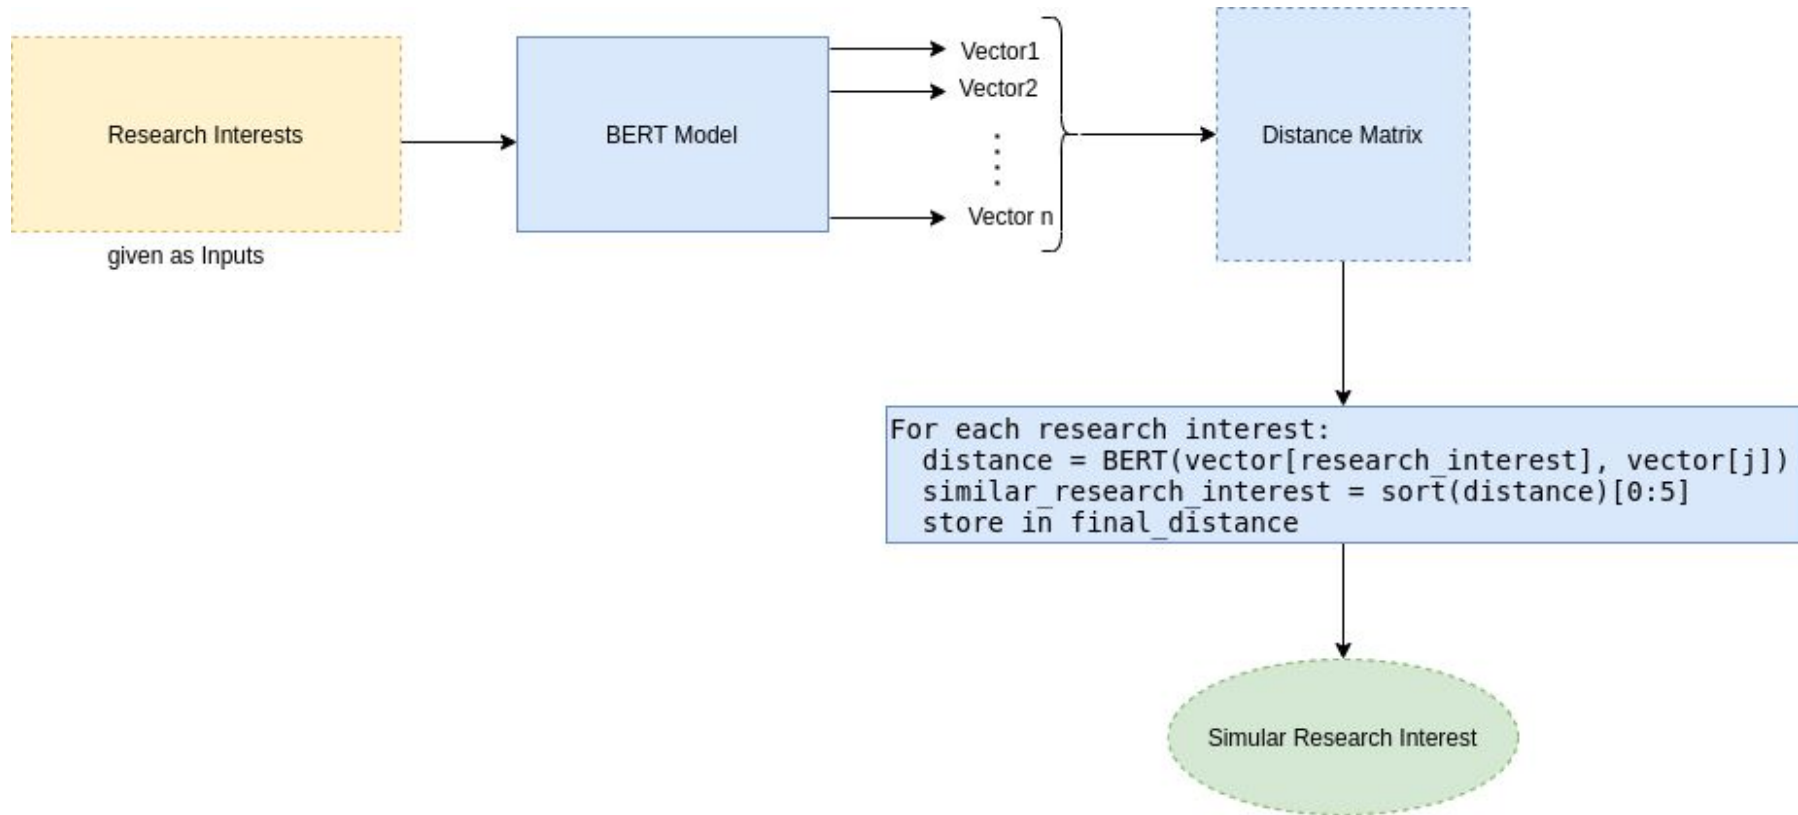 Research Interests
given as Inputs
BERT Model
Vector1
Vector2
Vector n
Distance Matrix
For each research interest:
  distance = BERT(vector[research_interest], vector[j])
  similar_research_interest = sort(distance)[0:5]
  store in final_distance
Simular Research Interest